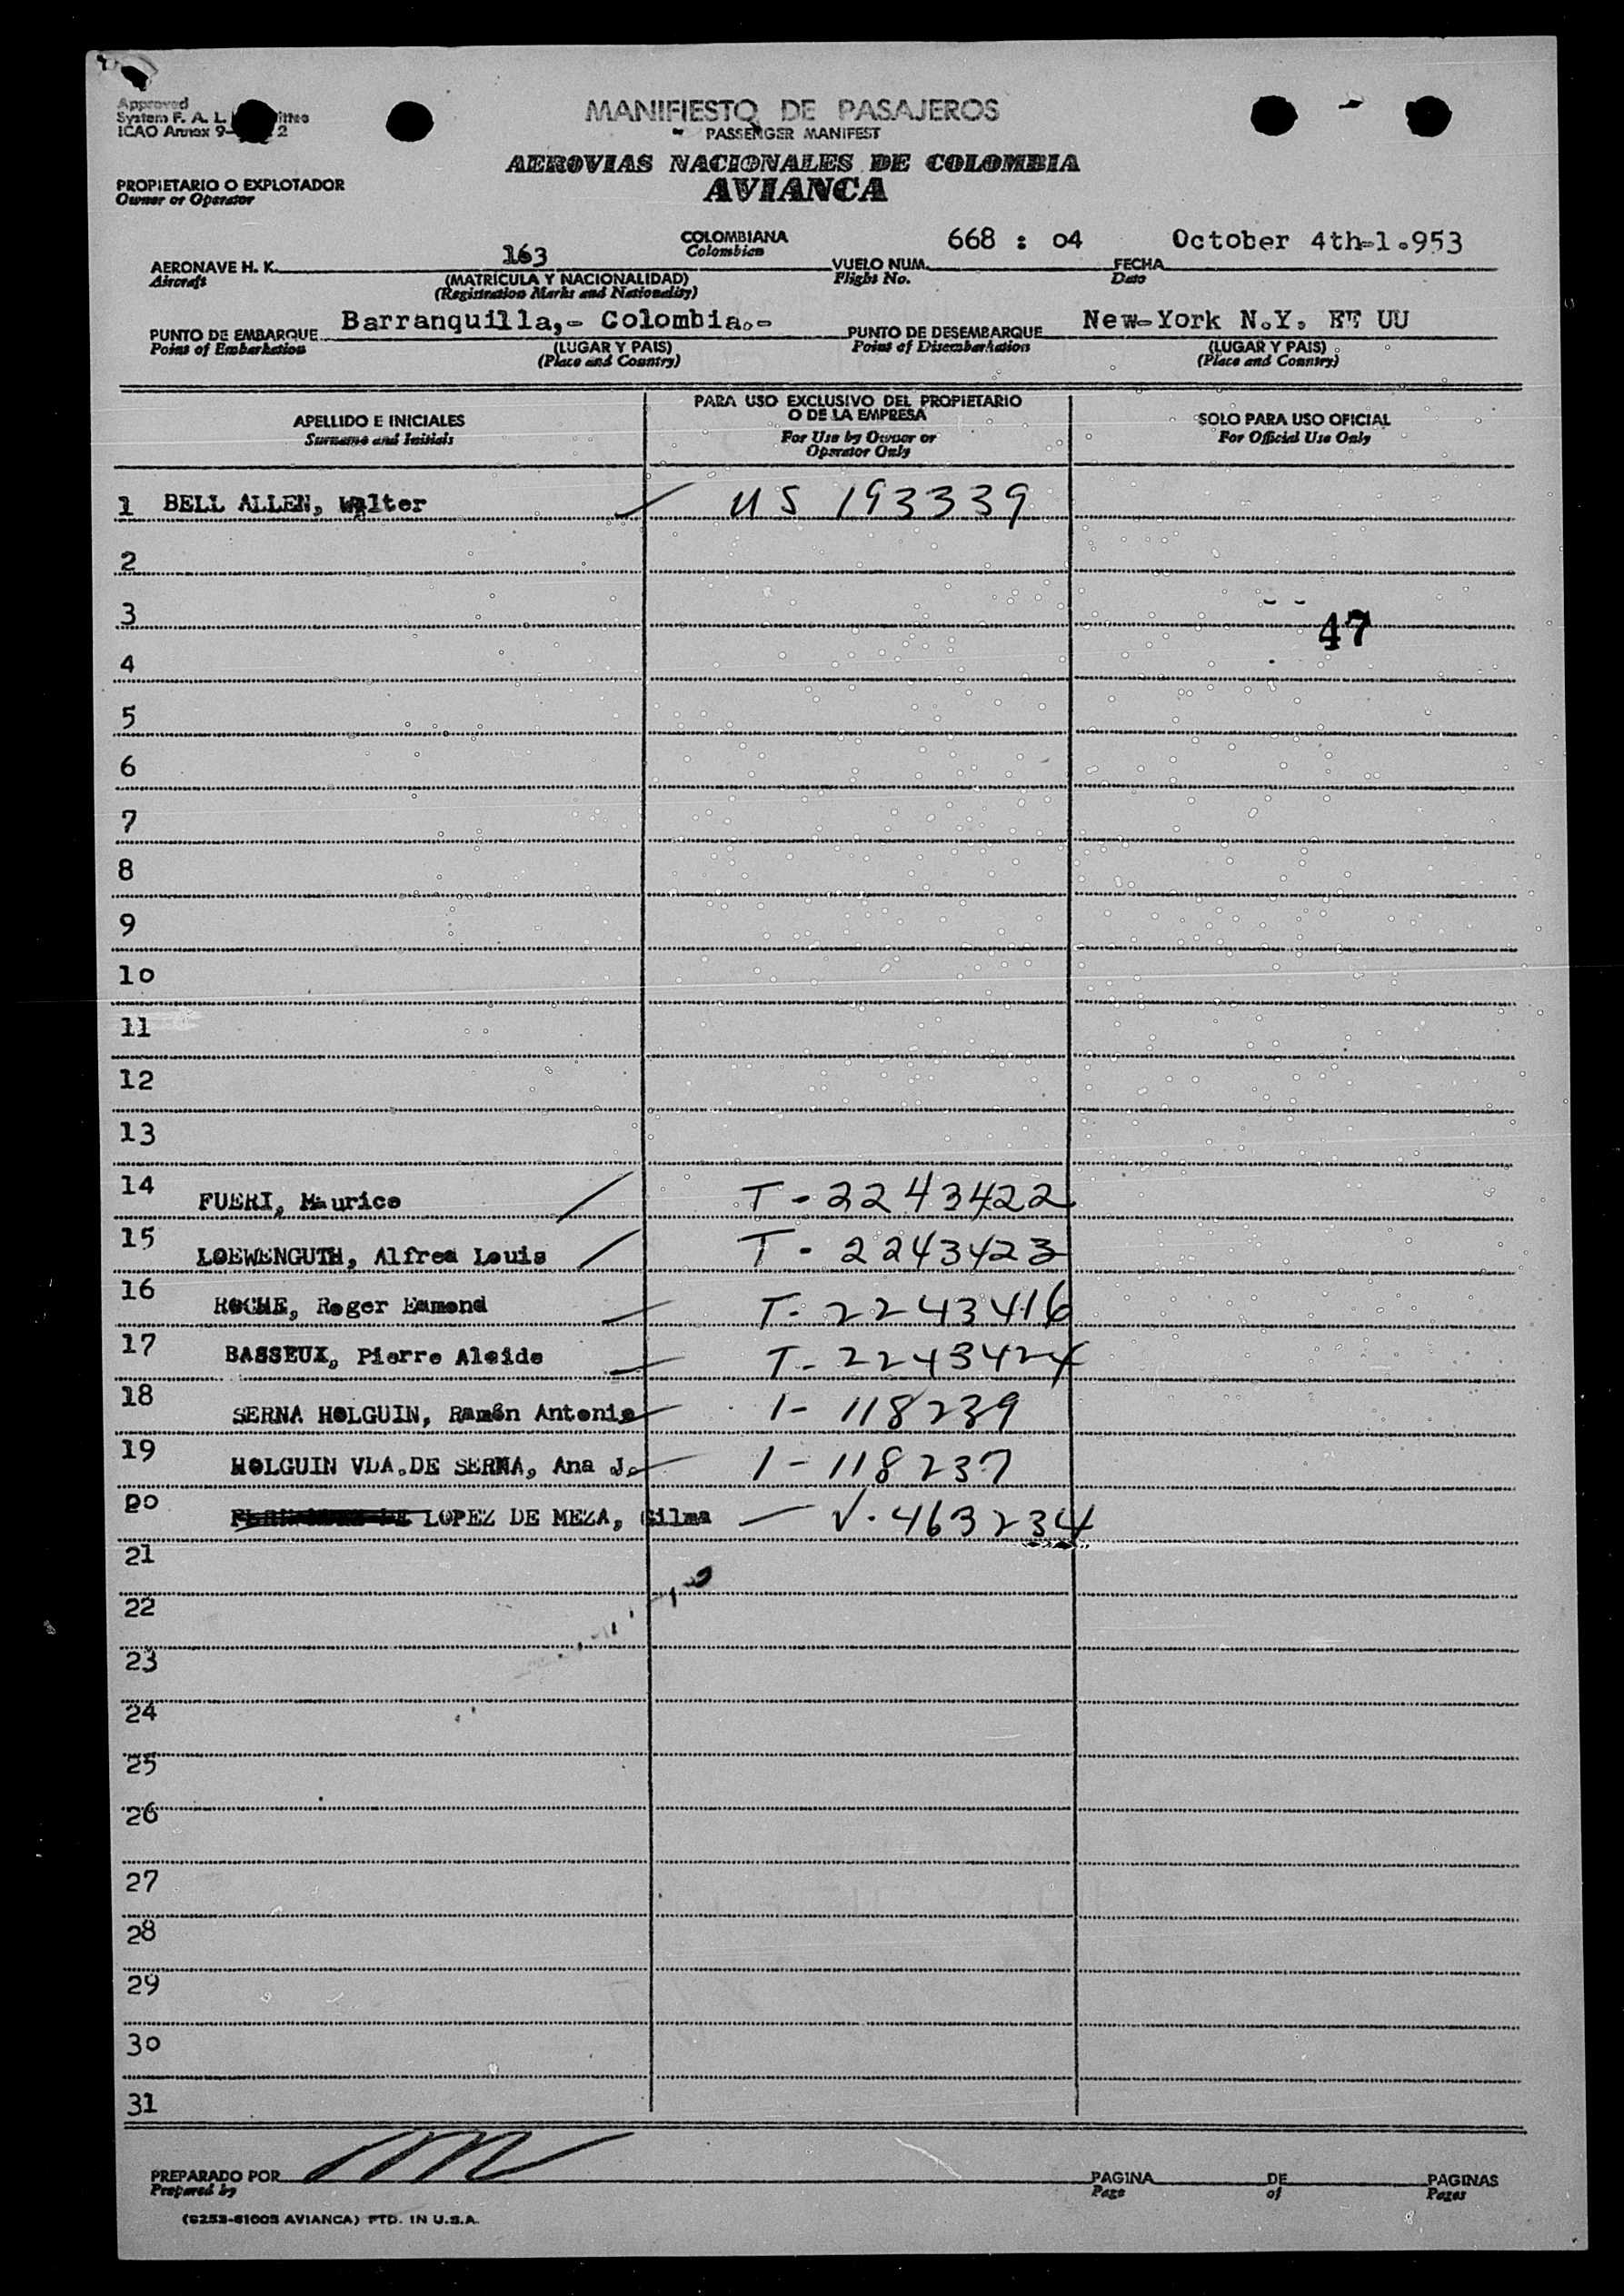 Approved
System F. A. L.
ICAO Annex 9- 2
MANIFIESTO DE PASAJEROS
PASSENGER MANIFEST
AEROVIAS NACIONALES DE COLOMBIA
AVIANCA
PROPIETARIO O EXPLOTADOR
Owner or Operator
AERONAVE H. K. 163 COLOMBIANA VUELO NUM. 668 : 04 FECHA October 4th-1.953
Aircraft (MATRICULA Y NACIONALIDAD) Colombian Flight No. Date
(Registration Marks and Nationality)
PUNTO DE EMBARQUE Barranquilla,- Colombia.- PUNTO DE DESEMBARQUE New-York N.Y. EE UU
Point of Embarkation (LUGAR Y PAIS) Point of Disembarkation (LUGAR Y PAIS)
(Place and Country) (Place and Country)
APELLIDO E INICIALES
Surname and Initials
PARA USO EXCLUSIVO DEL PROPIETARIO
O DE LA EMPRESA
For Use by Owner or
Operator Only
SOLO PARA USO OFICIAL
For Official Use Only
1 BELL ALLEN, Walter US 193339
2
3 47
4
5
6
7
8
9
10
11
12
13
14 FUERI, Maurice T-2243422
15 LOEWENGUTH, Alfred Louis T-2243423
16 ROCHE, Roger Edmond T-2243416
17 BASSEUX, Pierre Aleide T-2243424
18 SERNA HOLGUIN, Ramón Antonio I-118239
19 HOLGUIN VDA.DE SERNA, Ana J. I-118237
20 LOPEZ DE MEZA, Gilma V.463234
21
22
23
24
25
26
27
28
29
30
31
PREPARADO POR PAGINA DE PAGINAS
Prepared by Page of Pages
(6253-61005 AVIANCA) PTD. IN U.S.A.